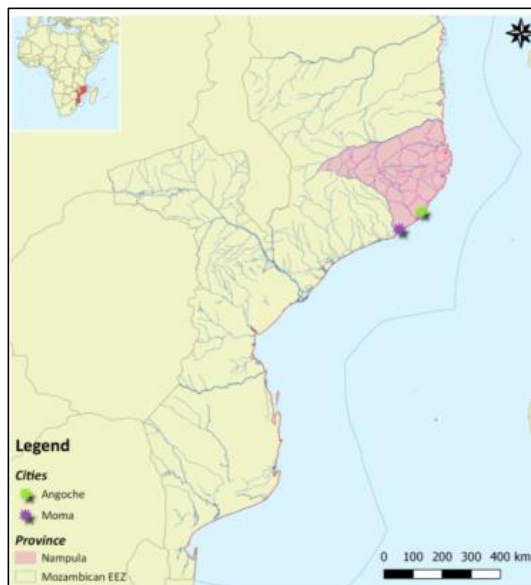 Legend
Cities
Angoche
Moma
Province
Nampula
Mozambican EEZ
0 100 200 300 400 km